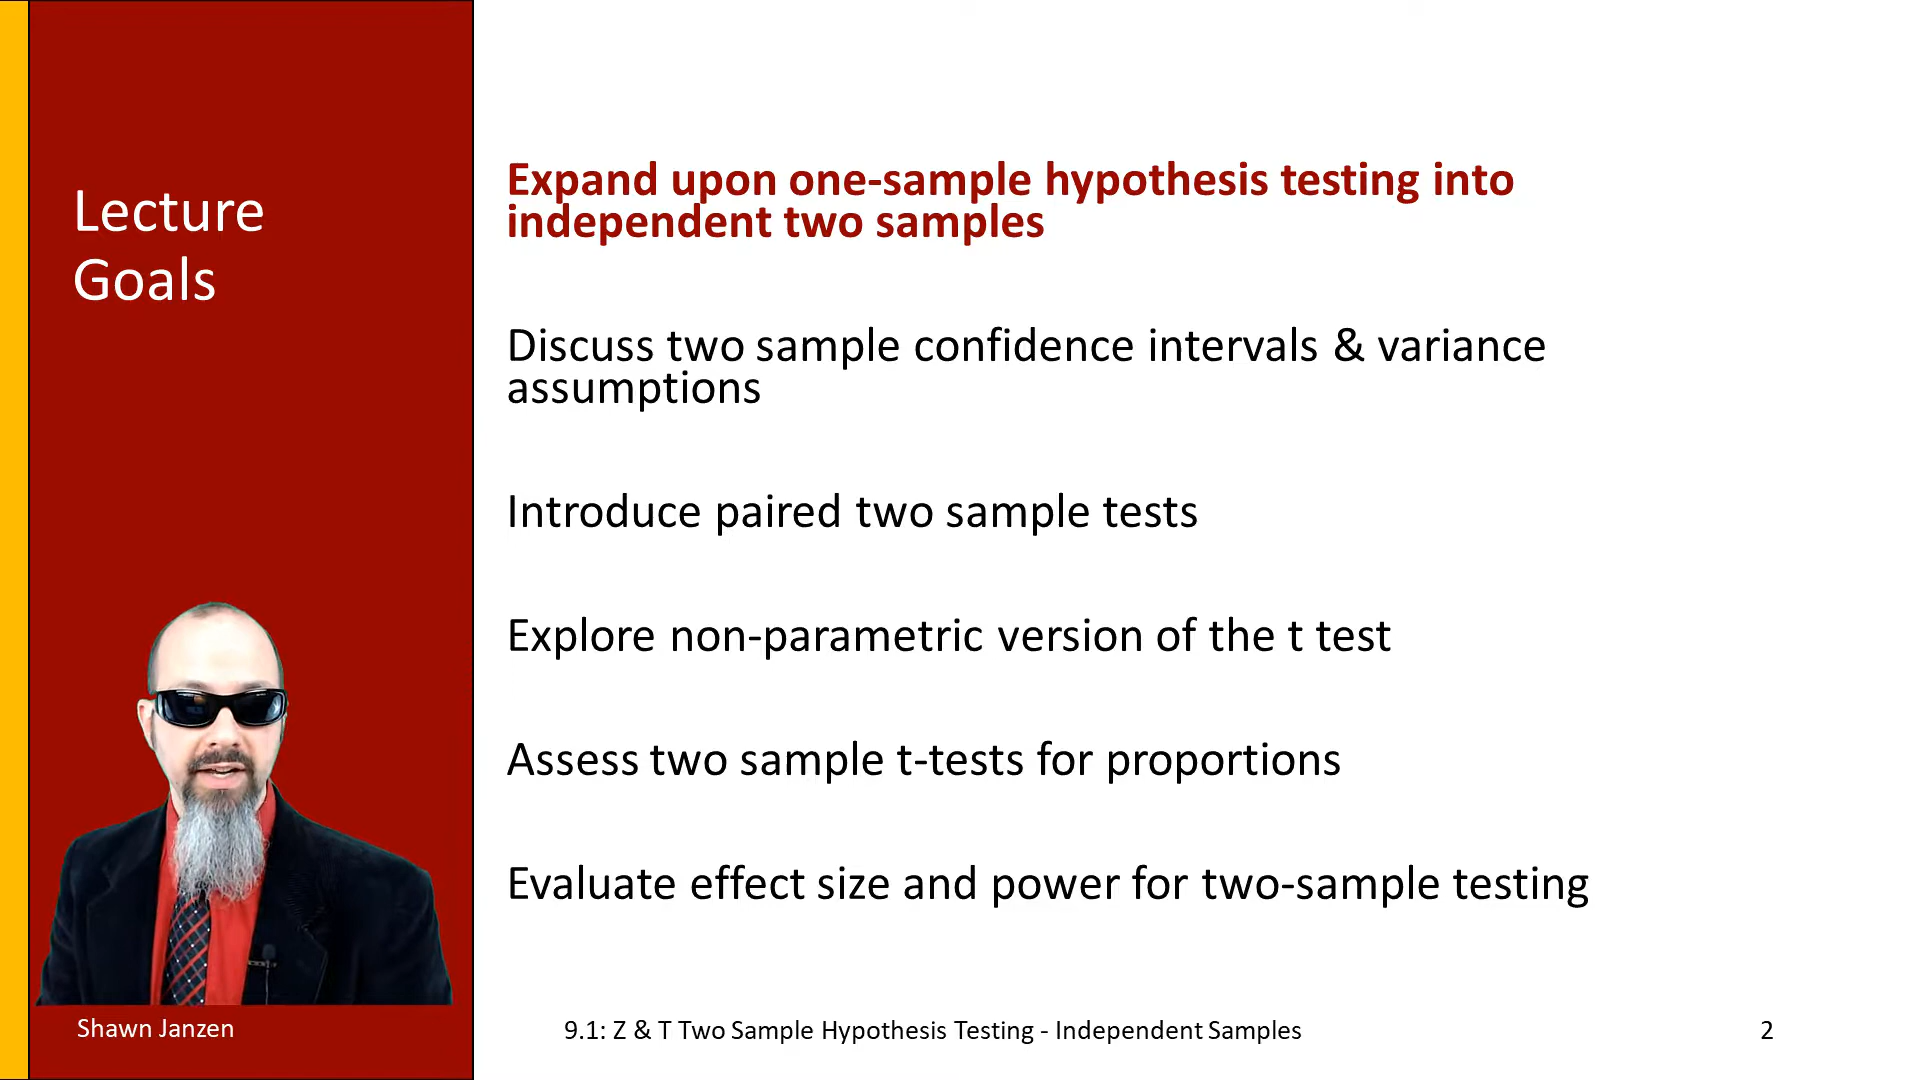 Lecture
Goals
Expand upon one-sample hypothesis testing into
independent two samples
Discuss two sample confidence intervals & variance
assumptions
Introduce paired two sample tests
Explore non-parametric version of the t test
Assess two sample t-tests for proportions
Evaluate effect size and power for two-sample testing
Shawn Janzen
9.1: Z & T Two Sample Hypothesis Testing - Independent Samples
2